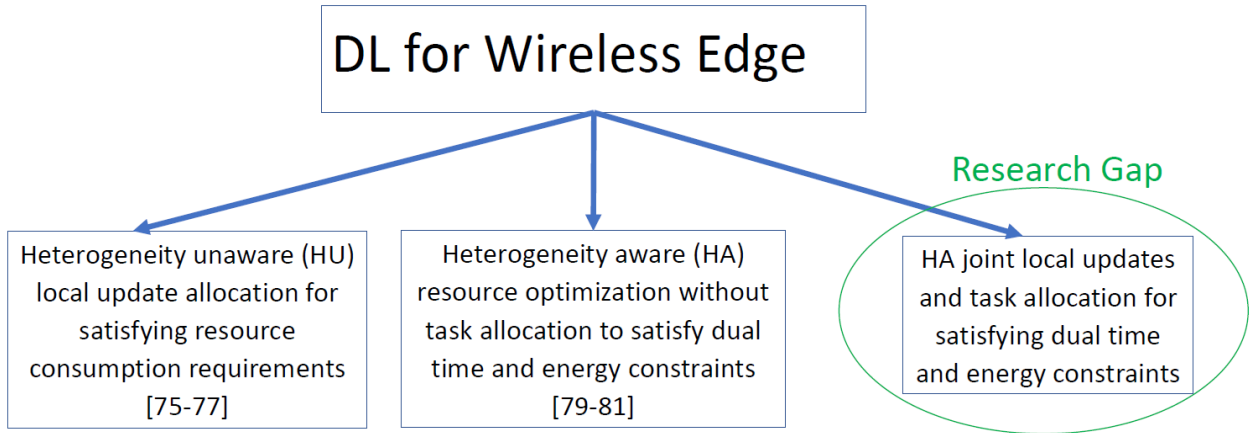 DL for Wireless Edge
Research Gap
Heterogeneity unaware (HU)
local update allocation for
satisfying resource
consumption requirements
[75-77]
Heterogeneity aware (HA)
resource optimization without
task allocation to satisfy dual
time and energy constraints
[79-81]
HA joint local updates
and task allocation for
satisfying dual time
and energy constraints